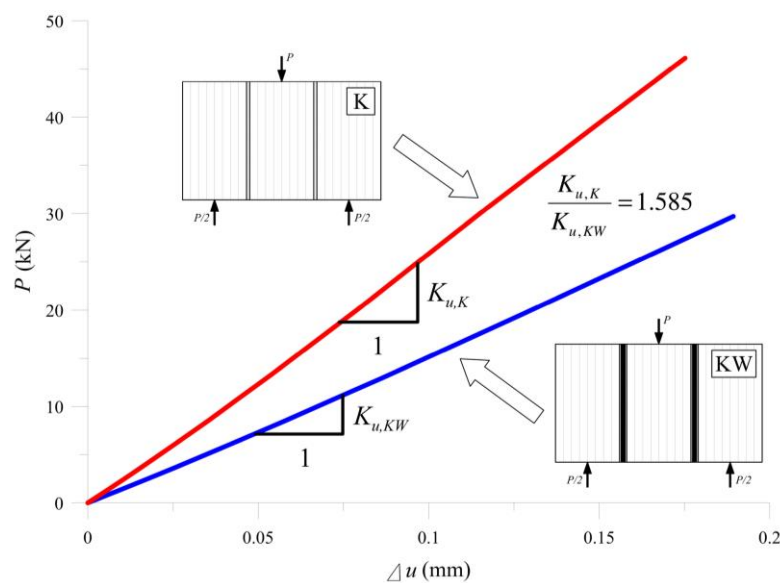 50
40
30
20
10
0
P (kN)
0
0.05
0.1
0.15
0.2
△u (mm)
P
K
P/2
P/2
K_{u,K}
K_{u,KW} =1.585
K_{u,K}
1
K_{u,KW}
1
P
KW
P/2
P/2